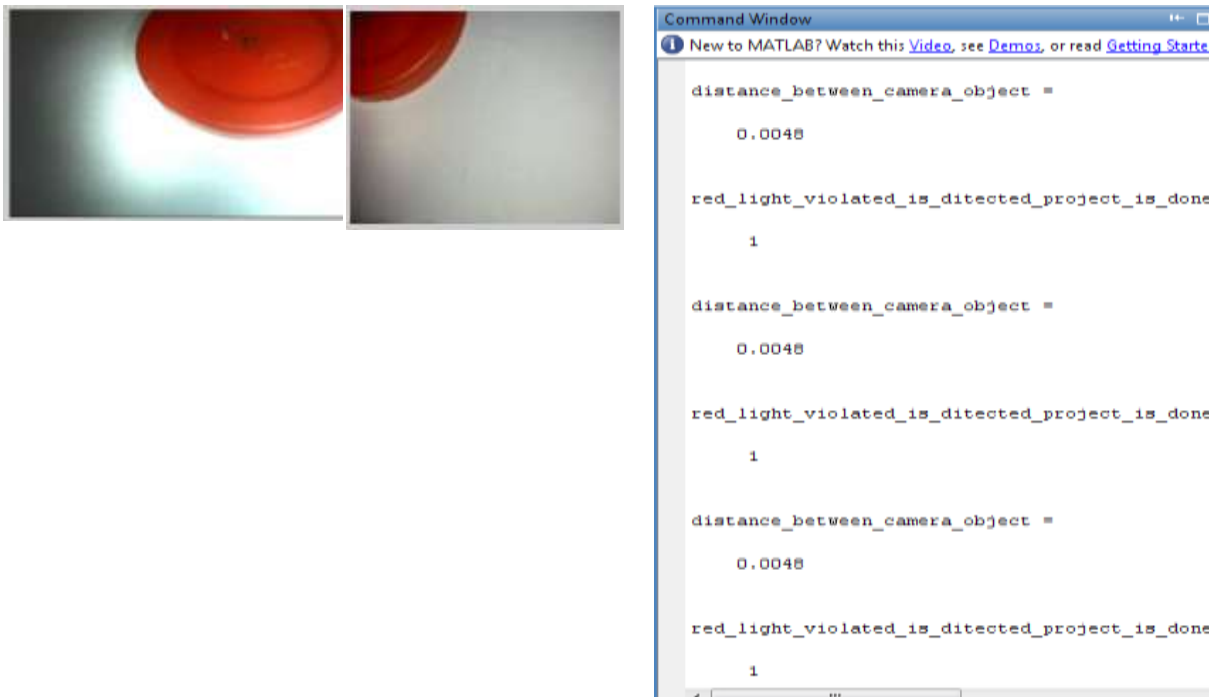 Command Window
New to MATLAB? Watch this Video, see Demos, or read Getting Starte
distance_between_camera_object =
0.0048
red_light_violated_is_ditected_project_is_done
1
distance_between_camera_object =
0.0048
red_light_violated_is_ditected_project_is_done
1
distance_between_camera_object =
0.0048
red_light_violated_is_ditected_project_is_done
1